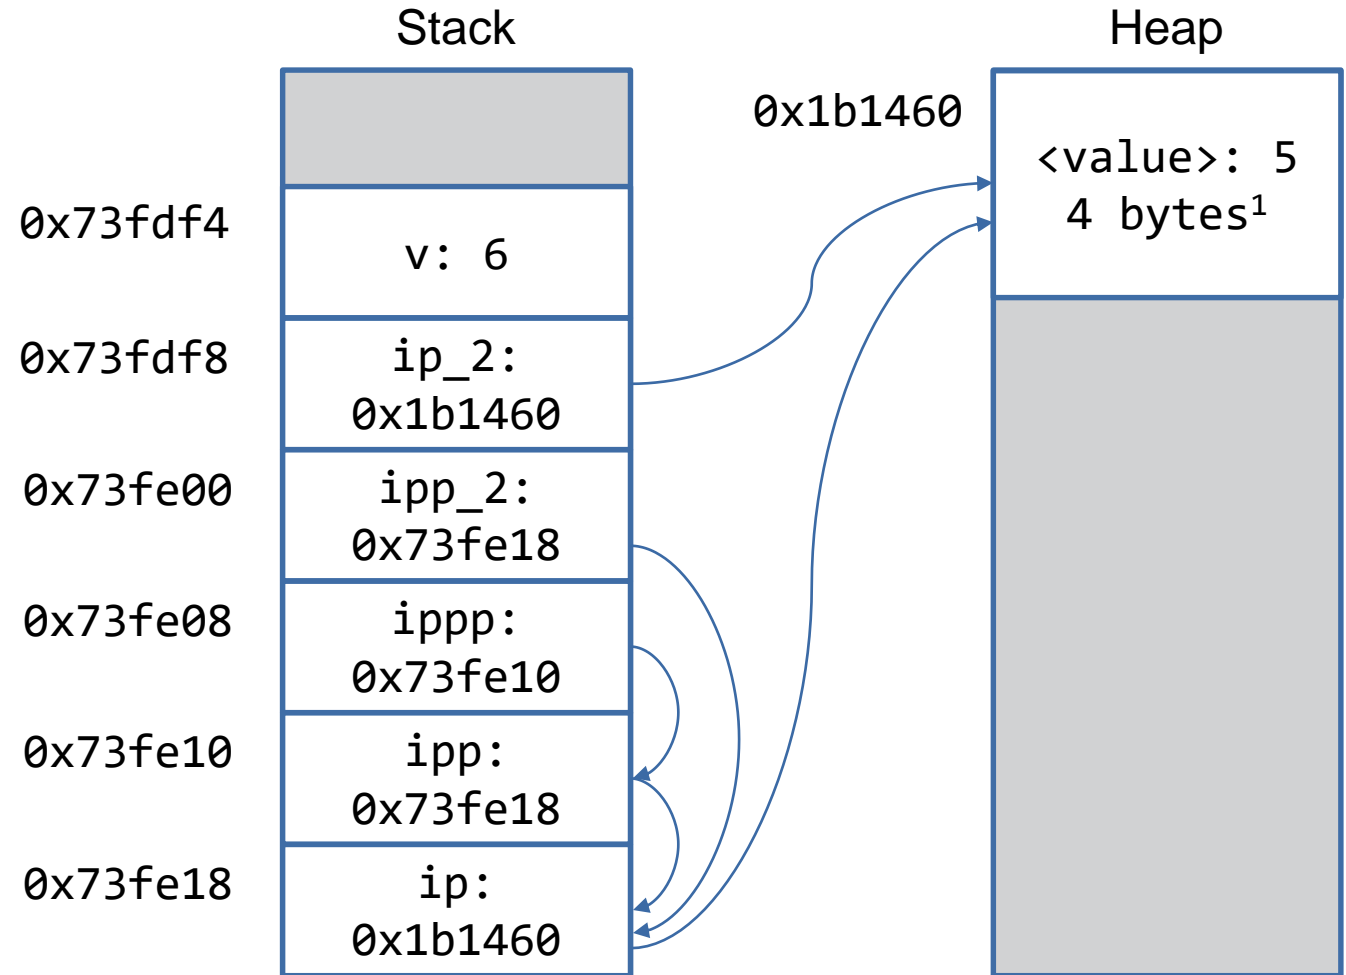 Stack
Heap
0x1b1460
<value>: 5
4 bytes¹
0x73fdf4
v: 6
0x73fdf8
ip_2:
0x1b1460
0x73fe00
ipp_2:
0x73fe18
0x73fe08
ippp:
0x73fe10
0x73fe10
ipp:
0x73fe18
0x73fe18
ip:
0x1b1460